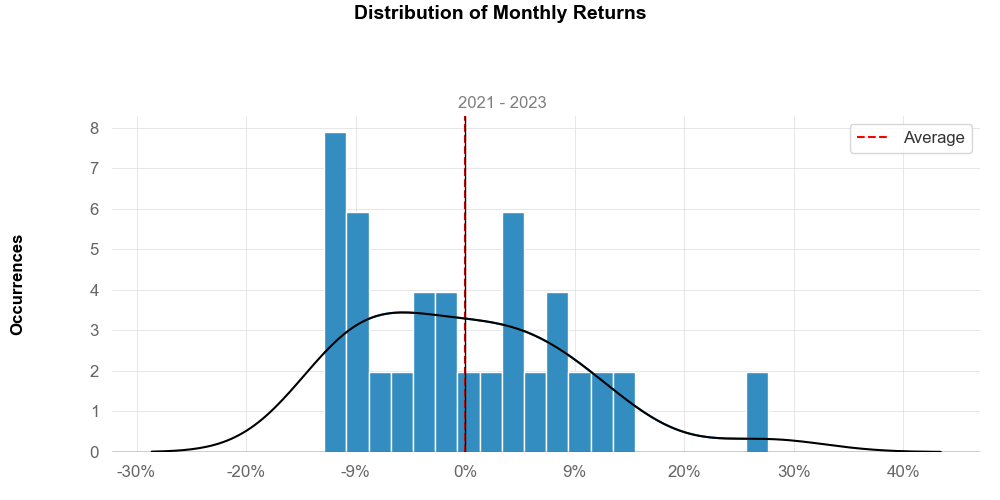 Distribution of Monthly Returns
2021 - 2023
Average
Occurrences
8
7
6
5
4
3
2
1
0
-30% -20% -9% 0% 9% 20% 30% 40%